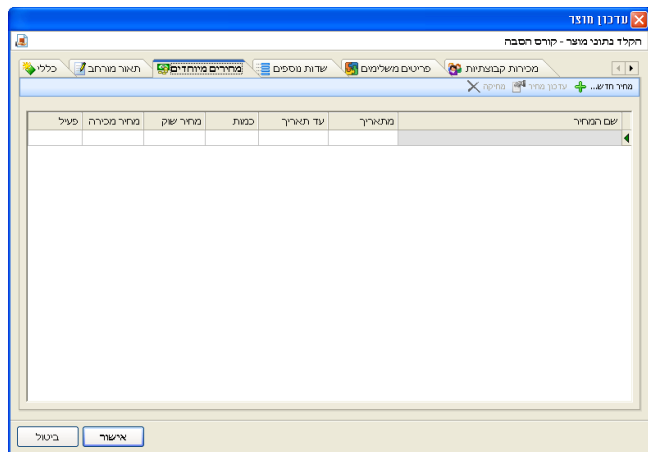 עדכון מוצר
הקלד נתוני מוצר - קורס הסבה
כללי תאור מורחב מחירים מיוחדים שדות נוספים פריטים משלימים מכירות קבוצתיות
מחיר חדש... עדכון מחיר מחיקה
שם המחיר מתאריך עד תאריך כמות מחיר שוק מחיר מכירה פעיל
אישור ביטול